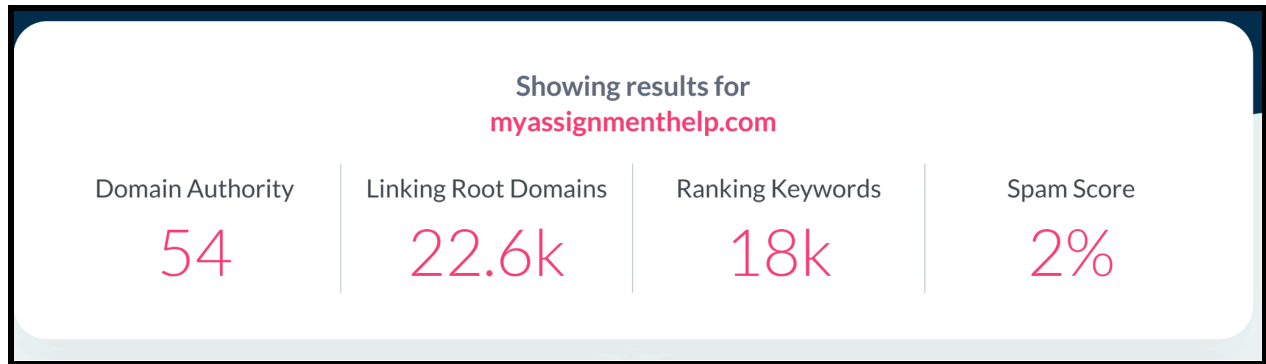 Showing results for
myassignmenthelp.com
Domain Authority
54
Linking Root Domains
22.6k
Ranking Keywords
18k
Spam Score
2%